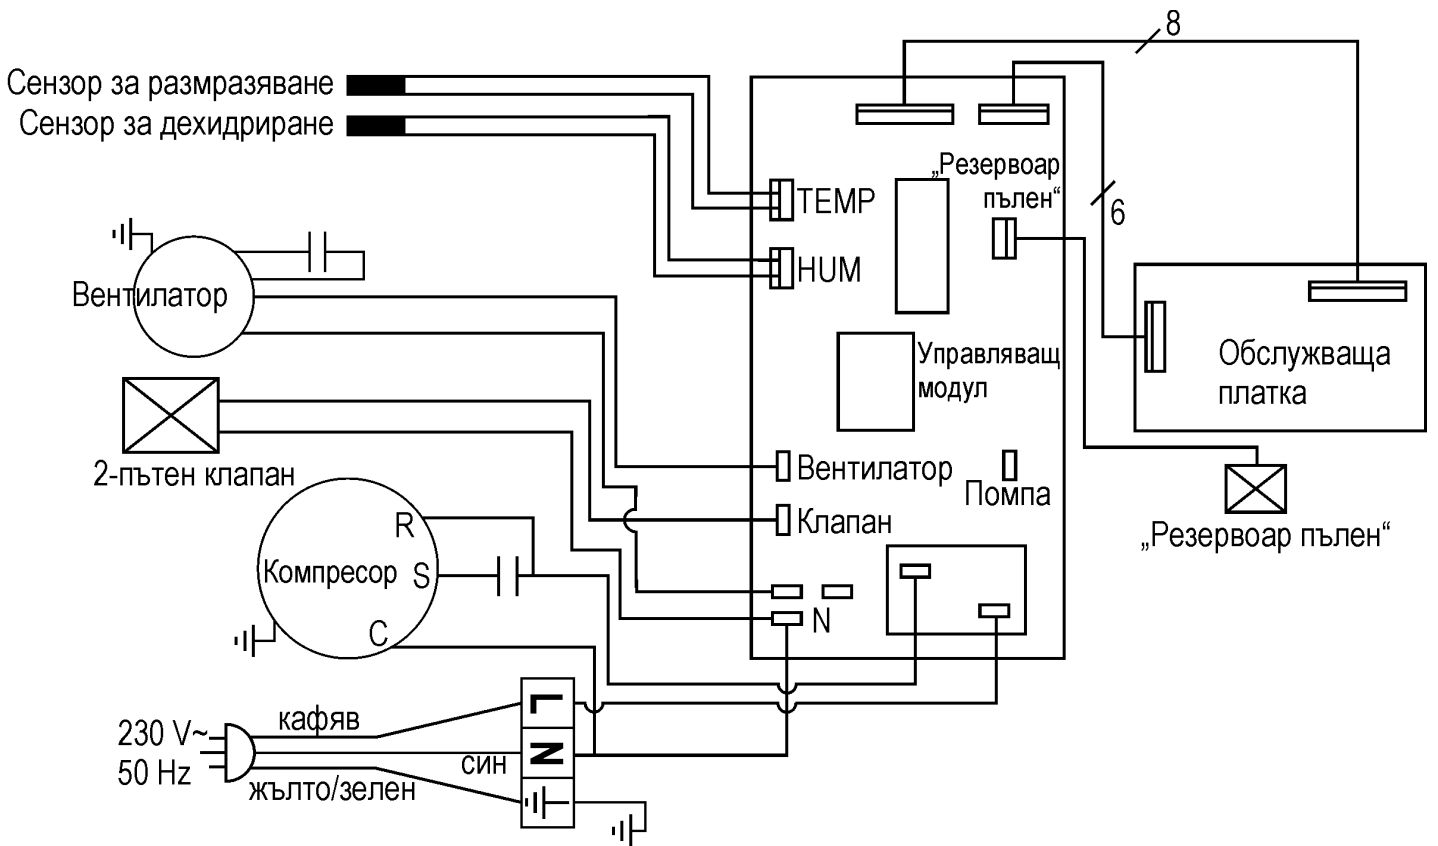 8
Сензор за размразяване
Сензор за дехидриране
„Резервоар
пълен“
TEMP
6
HUM
Вентилатор
Управляващ
модул
Обслужваща
платка
2-пътен клапан
Вентилатор
Помпа
„Резервоар пълен“
Клапан
R
Компресор
S
N
C
L
кафяв
230 V~
N
син
50 Hz
жълто/зелен